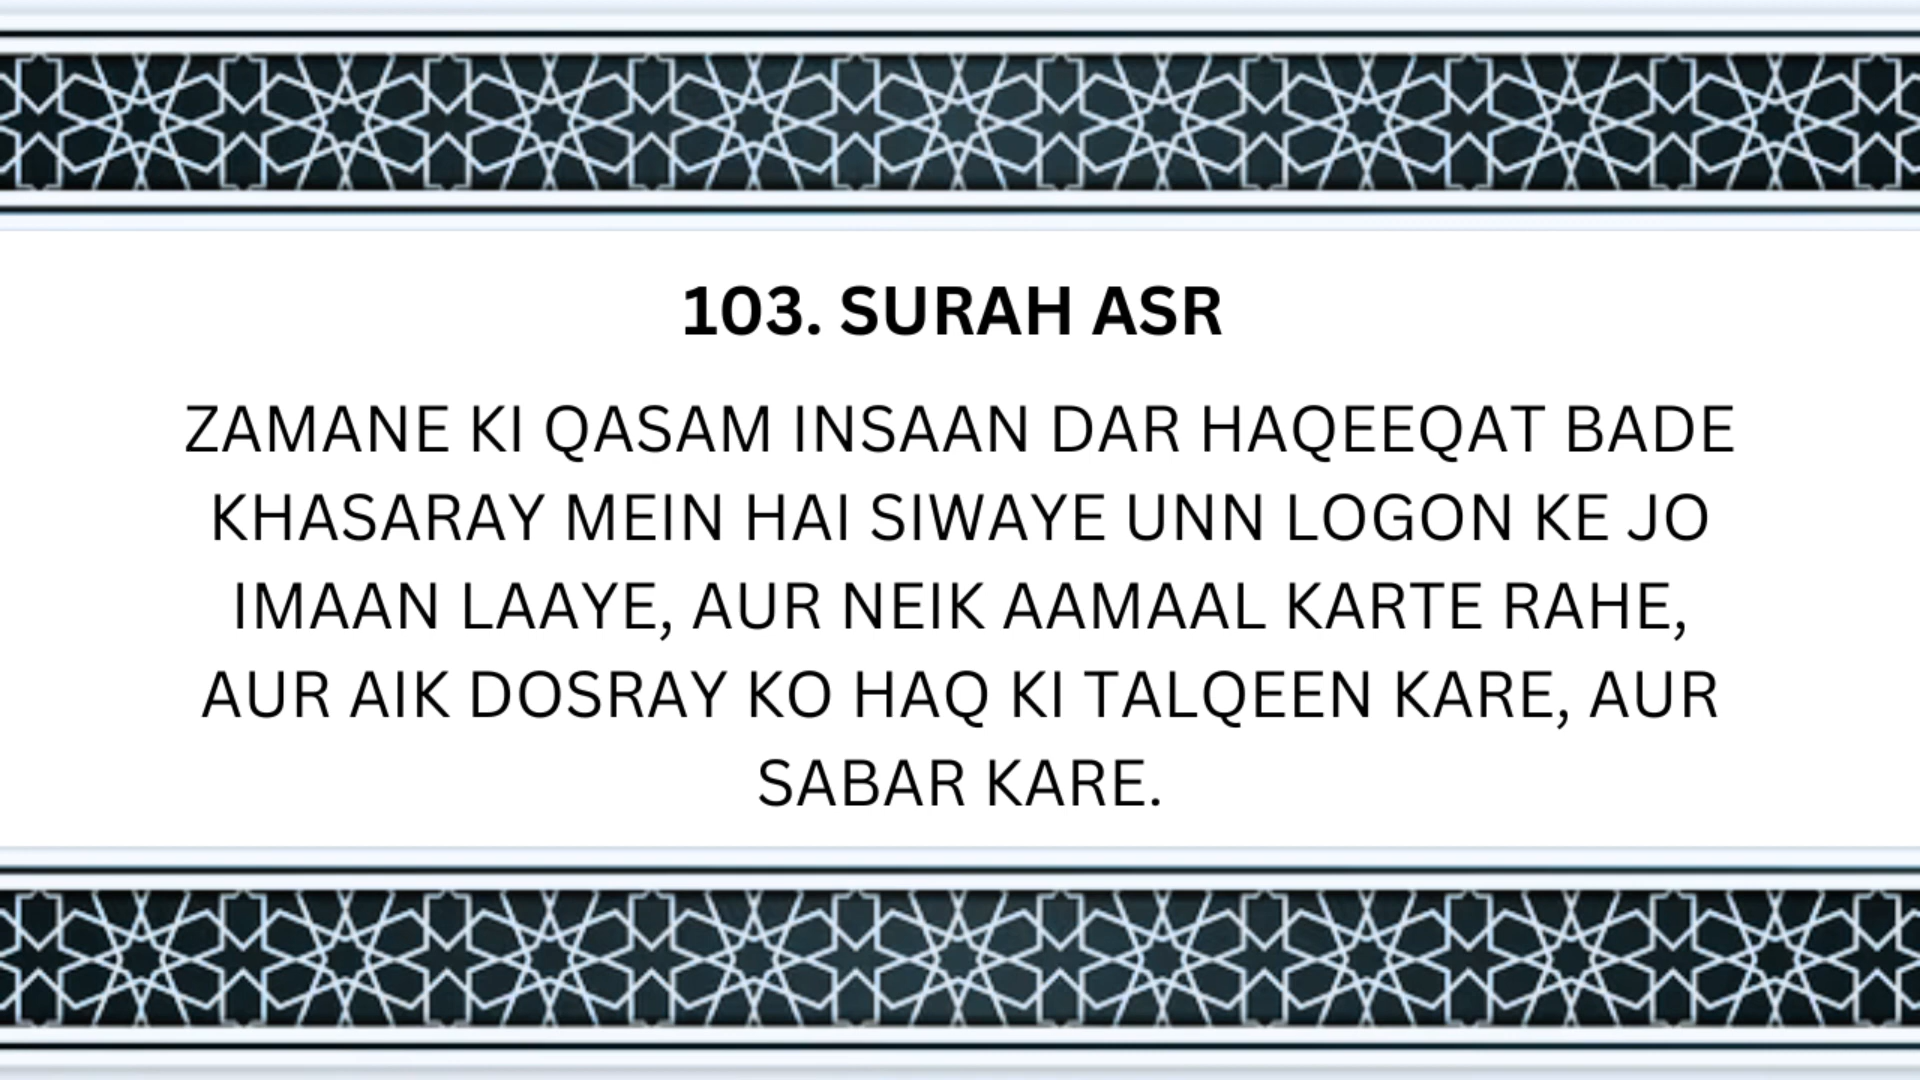 103. SURAH ASR
ZAMANE KI QASAM INSAAN DAR HAQEEQAT BADE
KHASARAY MEIN HAI SIWAYE UNN LOGON KE JO
IMAAN LAAYE, AUR NEIK AAMAAL KARTE RAHE,
AUR AIK DOSRAY KO HAQ KI TALQEEN KARE, AUR
SABAR KARE.